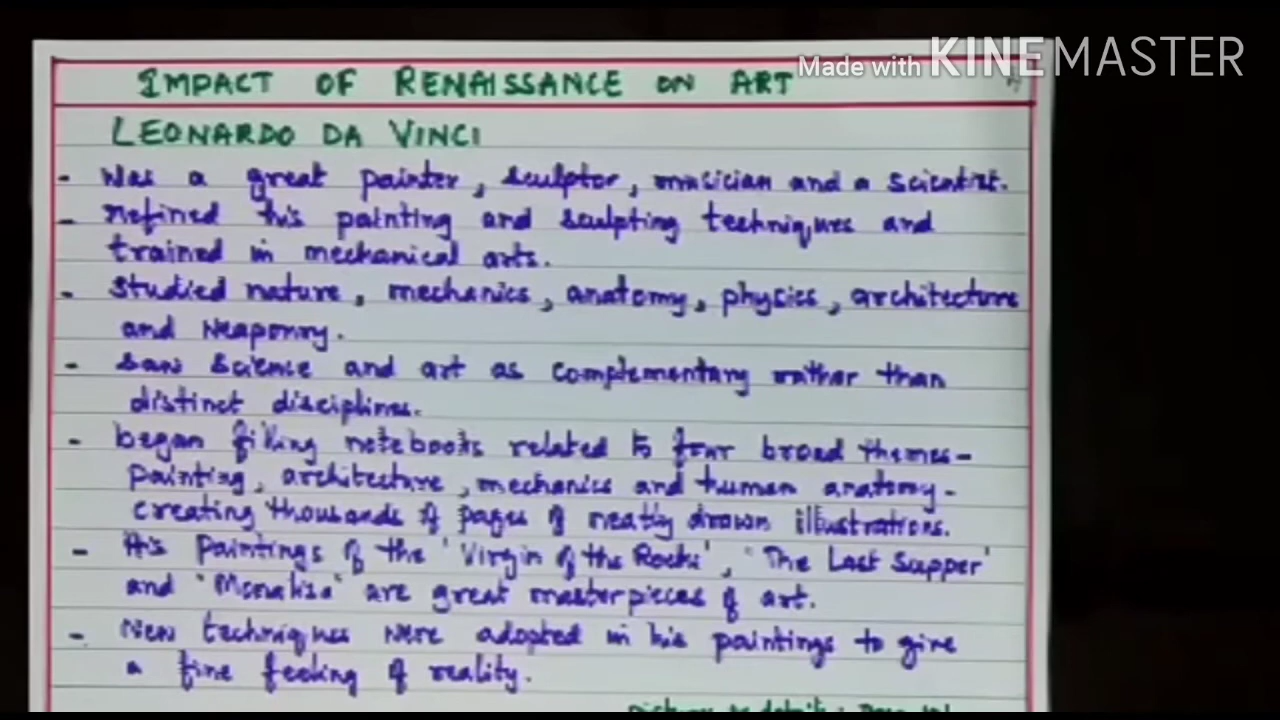 Made with KINEMASTER
IMPACT OF RENAISSANCE ON ART
LEONARDO DA VINCI
- Was a great painter, sculptor, musician and a scientist.
- Refined his painting and sculpting techniques and
trained in mechanical arts.
- Studied nature, mechanics, anatomy, physics, architecture
and weaponry.
- Saw science and art as complementary rather than
distinct disciplines.
- began filling notebooks related to four broad themes-
painting, architecture, mechanics and human anatomy-
creating thousands of pages of neatly drawn illustrations.
- His paintings of the 'Virgin of the Rocks', 'The Last Supper'
and "Monaliza" are great masterpieces of art.
- New techniques were adopted in his paintings to give
a fine feeling of reality.